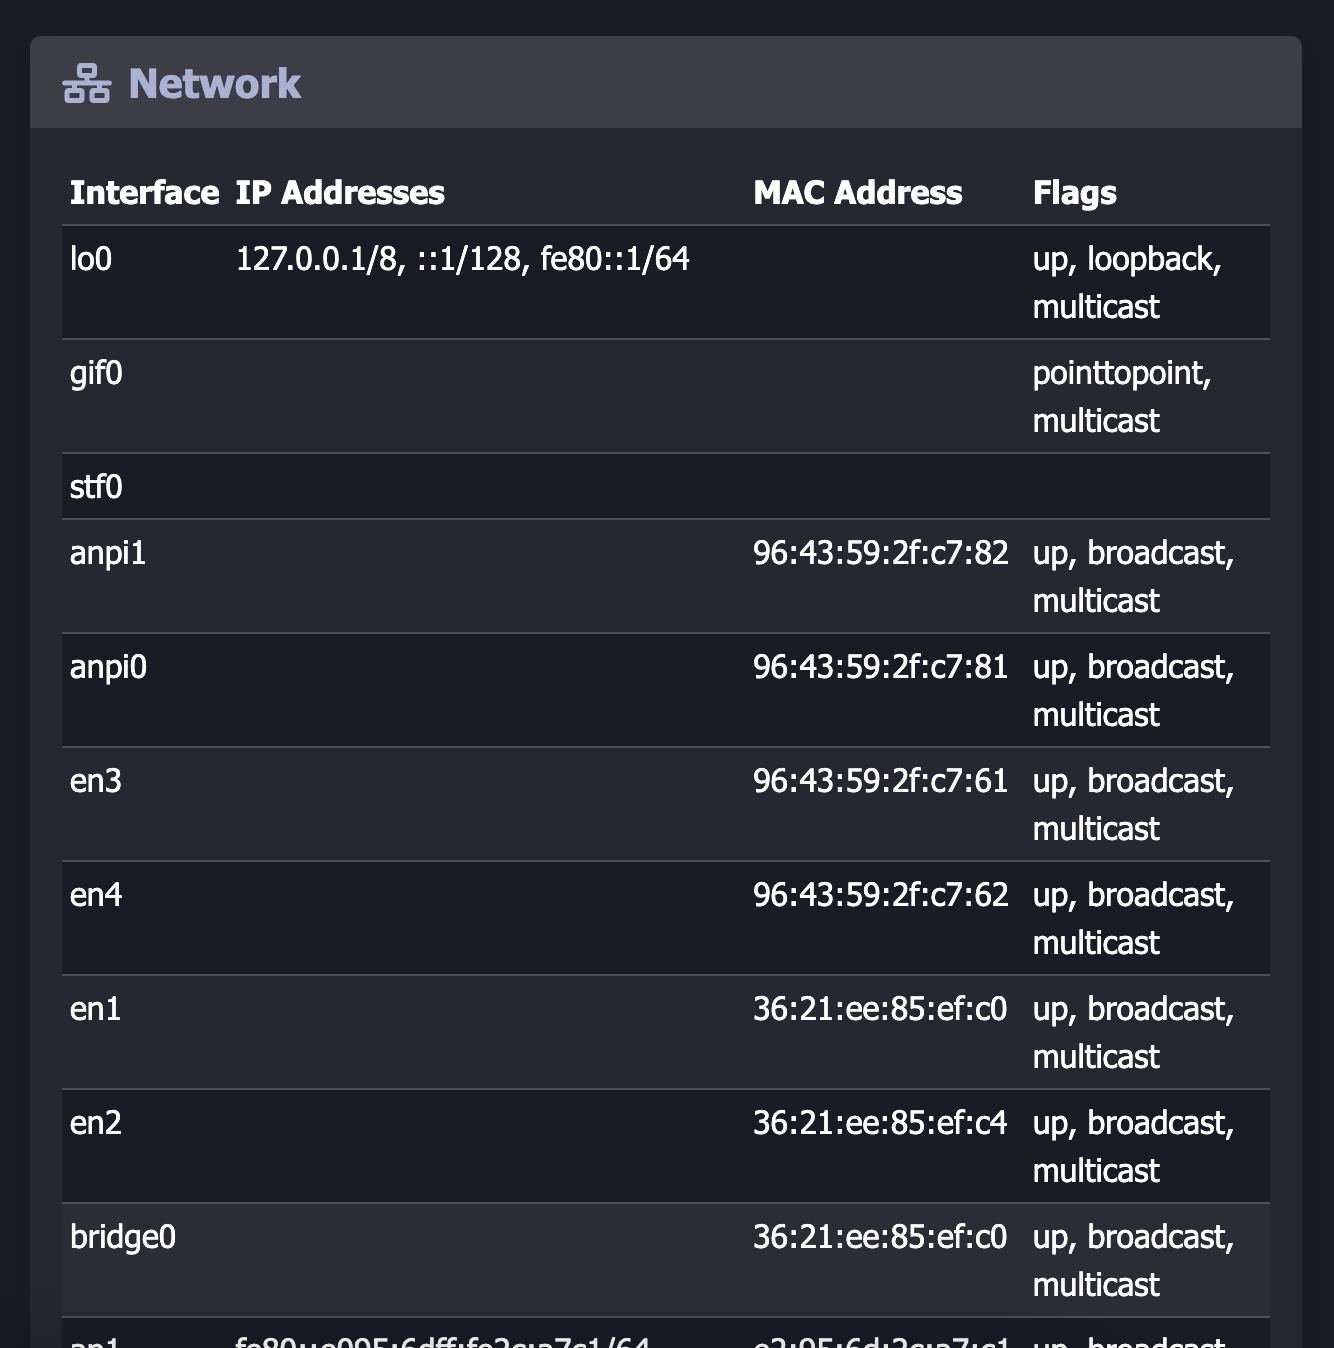 Network
Interface IP Addresses MAC Address Flags
lo0 127.0.0.1/8, ::1/128, fe80::1/64 up, loopback,
multicast
gif0 pointtopoint,
multicast
stf0
anpi1 96:43:59:2f:c7:82 up, broadcast,
multicast
anpi0 96:43:59:2f:c7:81 up, broadcast,
multicast
en3 96:43:59:2f:c7:61 up, broadcast,
multicast
en4 96:43:59:2f:c7:62 up, broadcast,
multicast
en1 36:21:ee:85:ef:c0 up, broadcast,
multicast
en2 36:21:ee:85:ef:c4 up, broadcast,
multicast
bridge0 36:21:ee:85:ef:c0 up, broadcast,
multicast
up, broadcast,